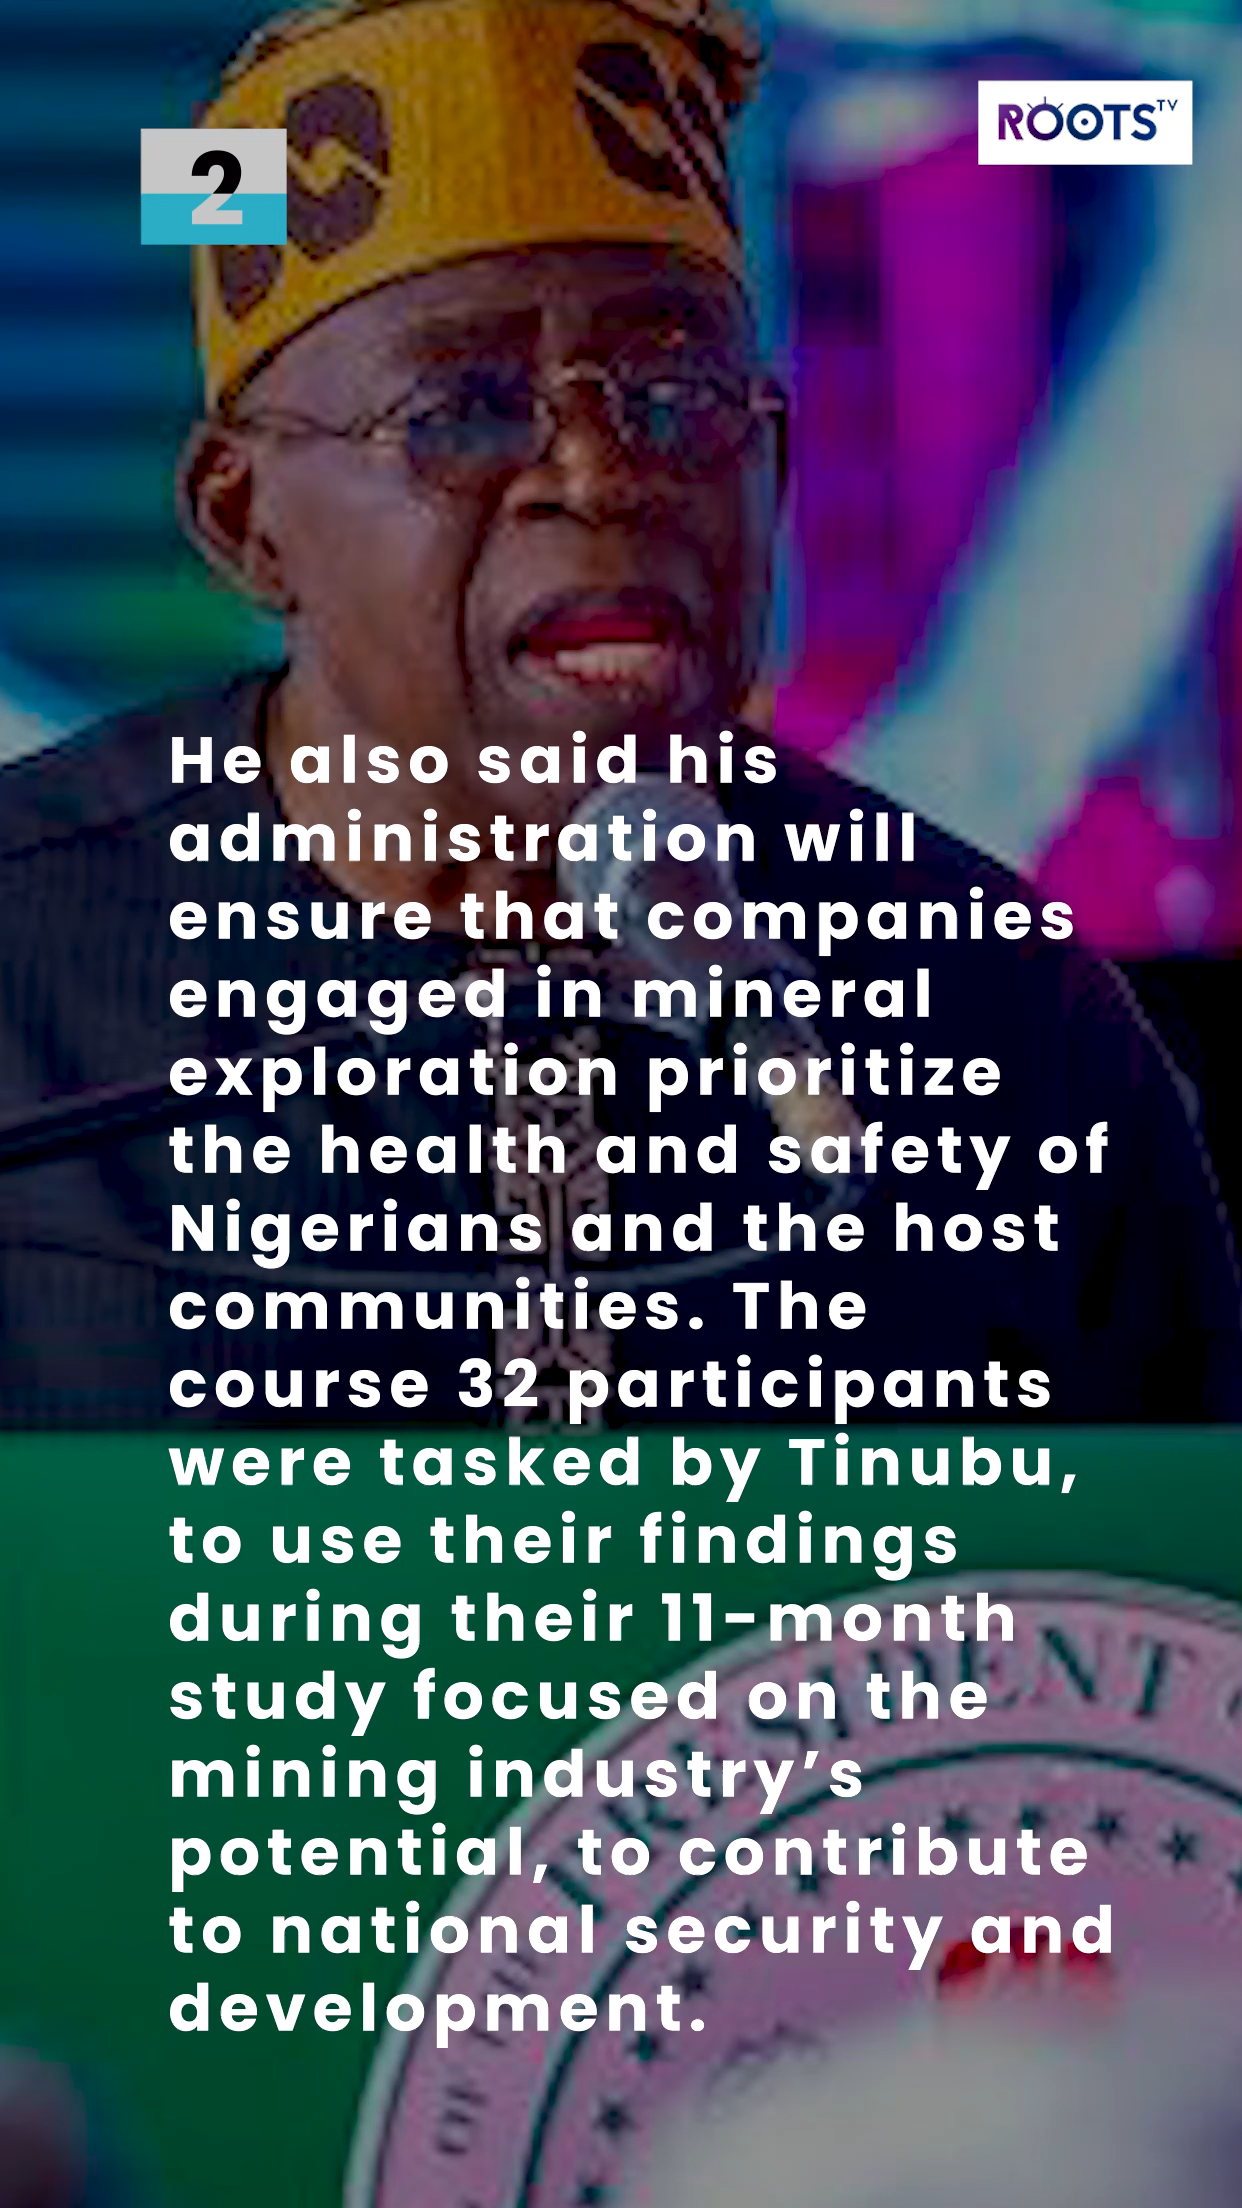 2
ROOTS TV
He also said his
administration will
ensure that companies
engaged in mineral
exploration prioritize
the health and safety of
Nigerians and the host
communities. The
course 32 participants
were tasked by Tinubu,
to use their findings
during their 11-month
study focused on the
mining industry’s
potential, to contribute
to national security and
development.
OF THE PRESIDENT